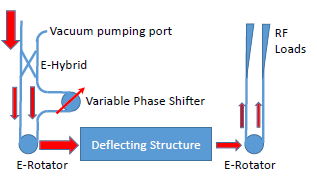 Vacuum pumping port
RF
Loads
E-Hybrid
Variable Phase Shifter
Deflecting Structure
E-Rotator
E-Rotator